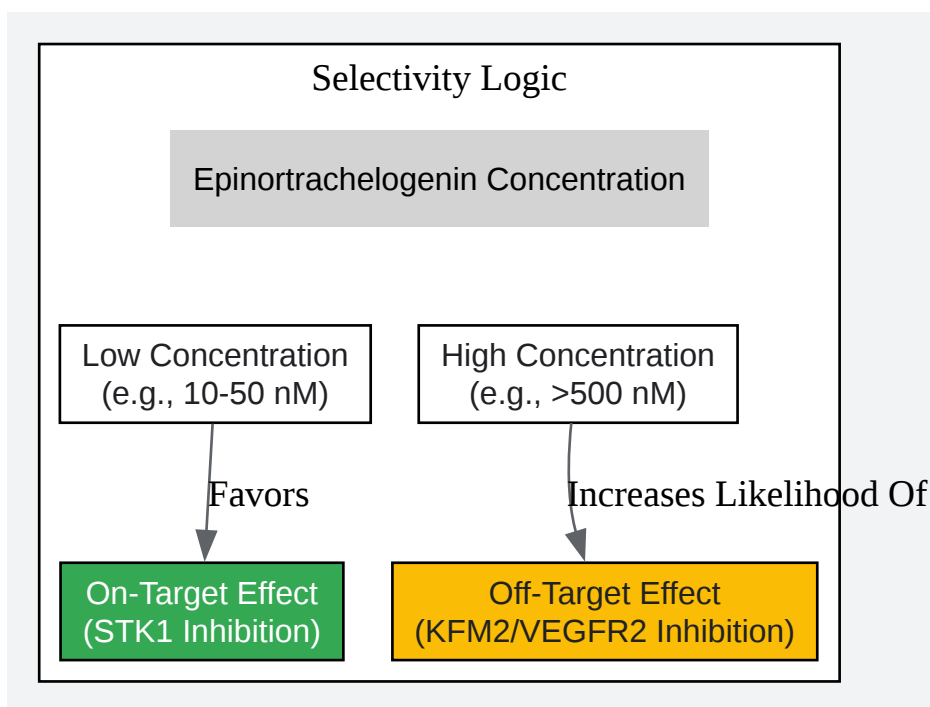 Selectivity Logic
Epinortrachelogenin Concentration
Low Concentration
(e.g., 10-50 nM)
High Concentration
(e.g., >500 nM)
Favors
Increases Likelihood Of
On-Target Effect
(STK1 Inhibition)
Off-Target Effect
(KFM2/VEGFR2 Inhibition)